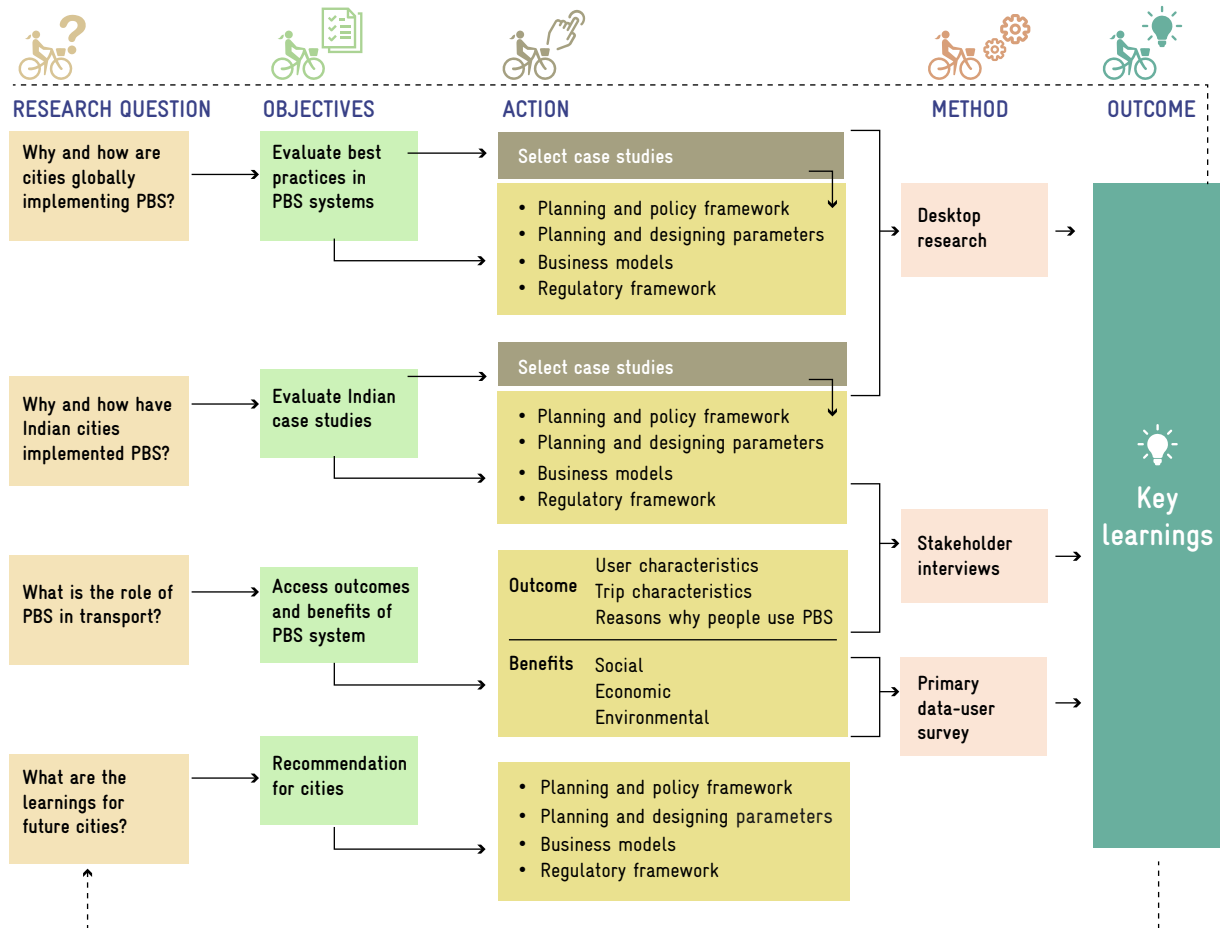 RESEARCH QUESTION
OBJECTIVES
ACTION
METHOD
OUTCOME
Why and how are
cities globally
implementing PBS?
Evaluate best
practices in
PBS systems
Select case studies
• Planning and policy framework
• Planning and designing parameters
• Business models
• Regulatory framework
Desktop
research
Why and how have
Indian cities
implemented PBS?
Evaluate Indian
case studies
Select case studies
• Planning and policy framework
• Planning and designing parameters
• Business models
• Regulatory framework
Stakeholder
interviews
What is the role of
PBS in transport?
Access outcomes
and benefits of
PBS system
Outcome
User characteristics
Trip characteristics
Reasons why people use PBS
Benefits
Social
Economic
Environmental
Primary
data-user
survey
What are the
learnings for
future cities?
Recommendation
for cities
• Planning and policy framework
• Planning and designing parameters
• Business models
• Regulatory framework
Key
learnings